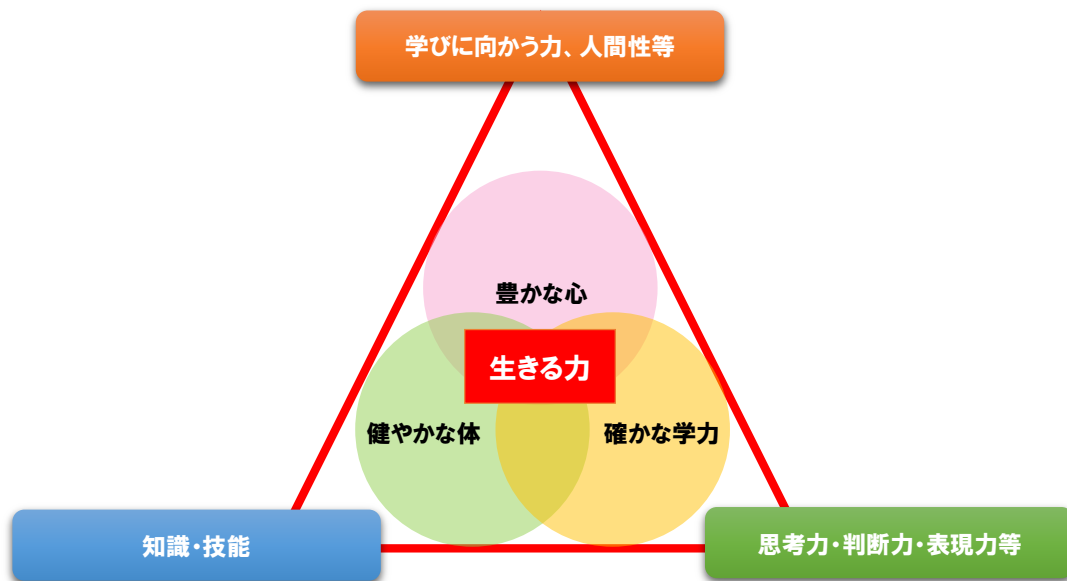 学びに向かう力、人間性等
豊かな心
生きる力
健やかな体
確かな学力
知識・技能
思考力・判断力・表現力等